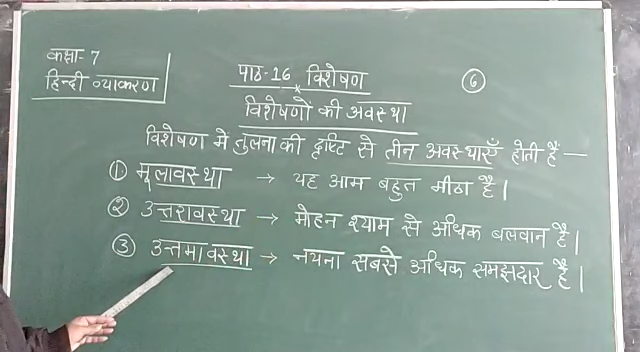 कक्षा-7
हिन्दी व्याकरण
पाठ-16 विशेषण
6
विशेषणों की अवस्था
विशेषण में तुलना की दृष्टि से तीन अवस्थाएँ होती हैं —
① मूलावस्था → यह आम बहुत मीठा है।
② उत्तरावस्था → मोहन श्याम से अधिक बलवान है।
③ उत्तमावस्था → नयना सबसे अधिक समझदार है।